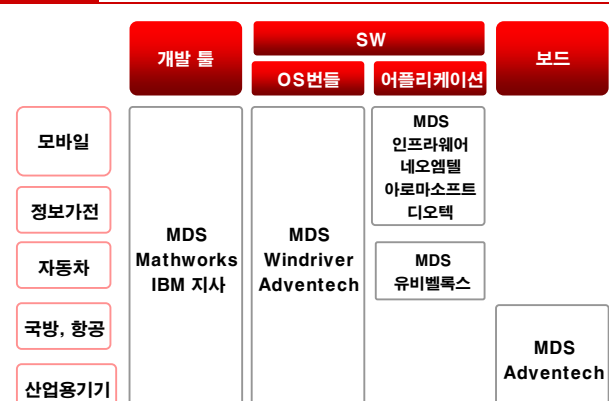 개발 툴
SW
보드
OS번들
어플리케이션
모바일
정보가전
자동차
국방, 항공
산업용기기
MDS
Mathworks
IBM 지사
MDS
Windriver
Adventech
MDS
인프라웨어
네오엠텔
아로마소프트
디오텍
MDS
유비벨록스
MDS
Adventech